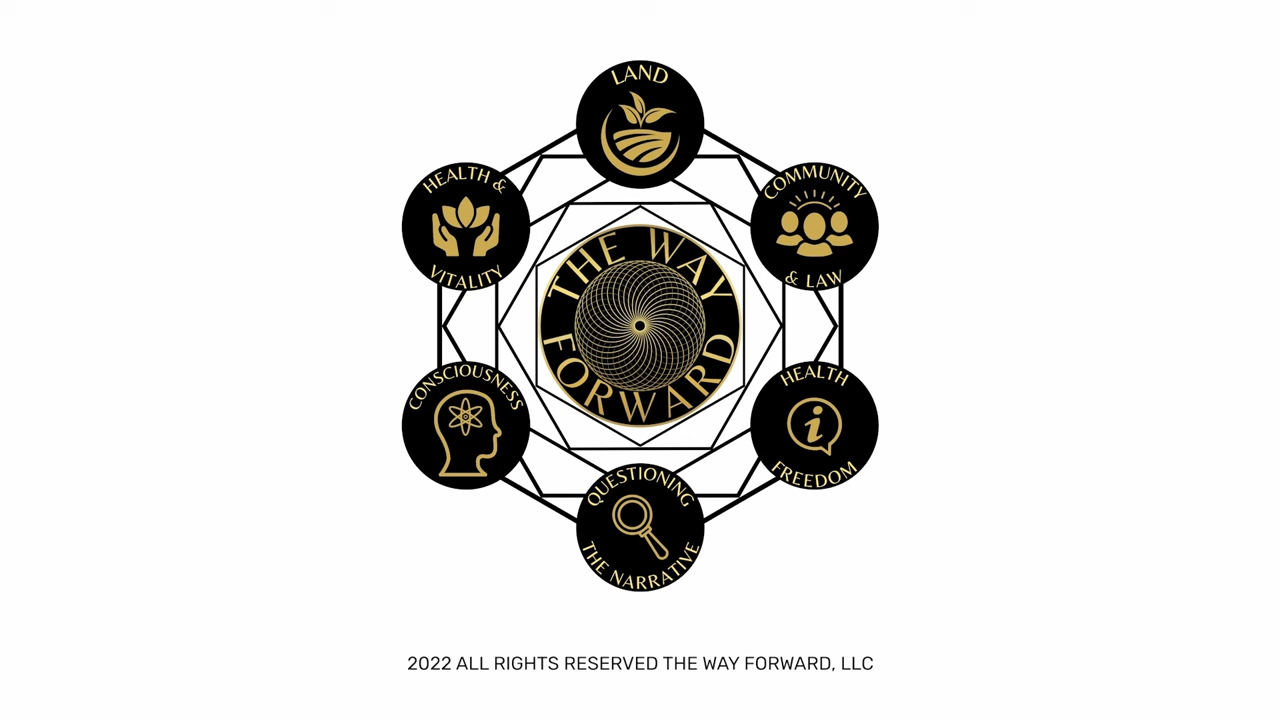 LAND
HEALTH &
VITALITY
COMMUNITY
& LAW
THE WAY
FORWARD
CONSCIOUSNESS
HEALTH
FREEDOM
QUESTIONING
THE NARRATIVE
2022 ALL RIGHTS RESERVED THE WAY FORWARD, LLC